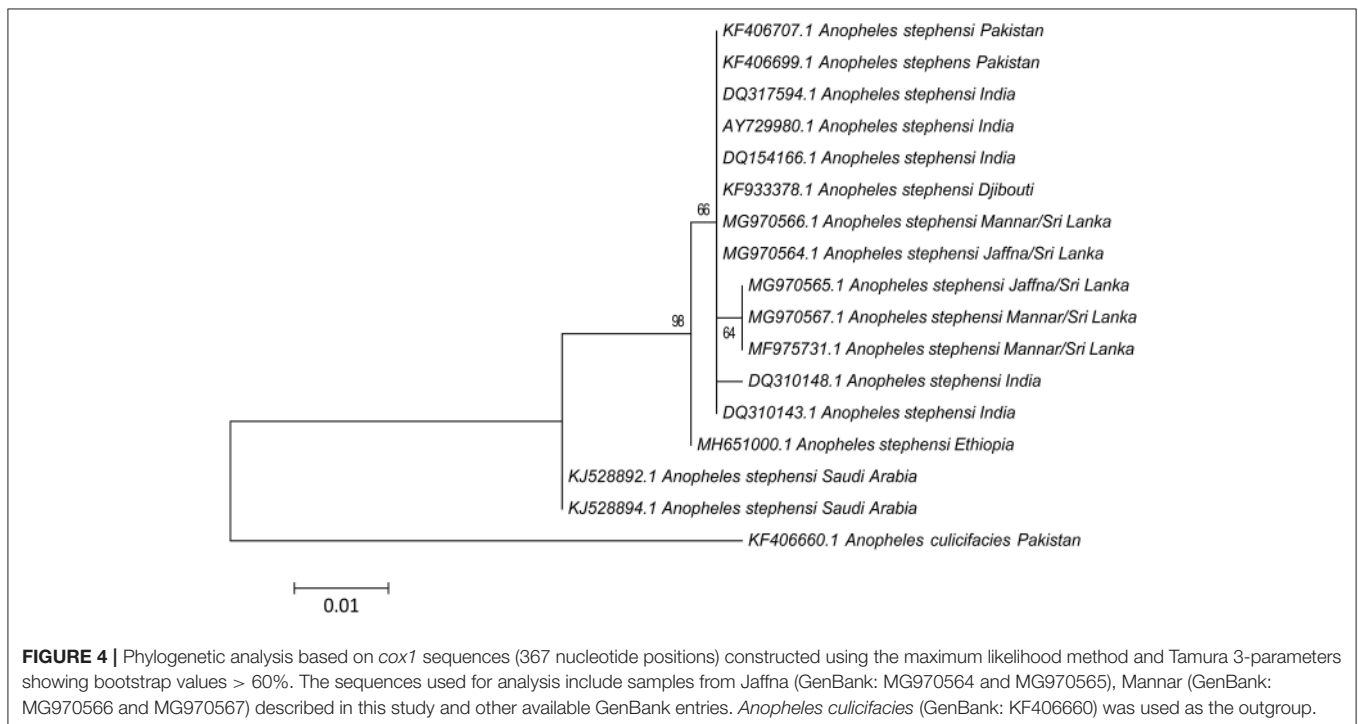 KF406707.1 Anopheles stephensi Pakistan
KF406699.1 Anopheles stephens Pakistan
DQ317594.1 Anopheles stephensi India
AY729980.1 Anopheles stephensi India
DQ154166.1 Anopheles stephensi India
KF933378.1 Anopheles stephensi Djibouti
66
MG970566.1 Anopheles stephensi Mannar/Sri Lanka
MG970564.1 Anopheles stephensi Jaffna/Sri Lanka
MG970565.1 Anopheles stephensi Jaffna/Sri Lanka
98
MG970567.1 Anopheles stephensi Mannar/Sri Lanka
64
MF975731.1 Anopheles stephensi Mannar/Sri Lanka
DQ310148.1 Anopheles stephensi India
DQ310143.1 Anopheles stephensi India
MH651000.1 Anopheles stephensi Ethiopia
KJ528892.1 Anopheles stephensi Saudi Arabia
KJ528894.1 Anopheles stephensi Saudi Arabia
KF406660.1 Anopheles culicifacies Pakistan
0.01
FIGURE 4 | Phylogenetic analysis based on cox1 sequences (367 nucleotide positions) constructed using the maximum likelihood method and Tamura 3-parameters
showing bootstrap values > 60%. The sequences used for analysis include samples from Jaffna (GenBank: MG970564 and MG970565), Mannar (GenBank:
MG970566 and MG970567) described in this study and other available GenBank entries. Anopheles culicifacies (GenBank: KF406660) was used as the outgroup.